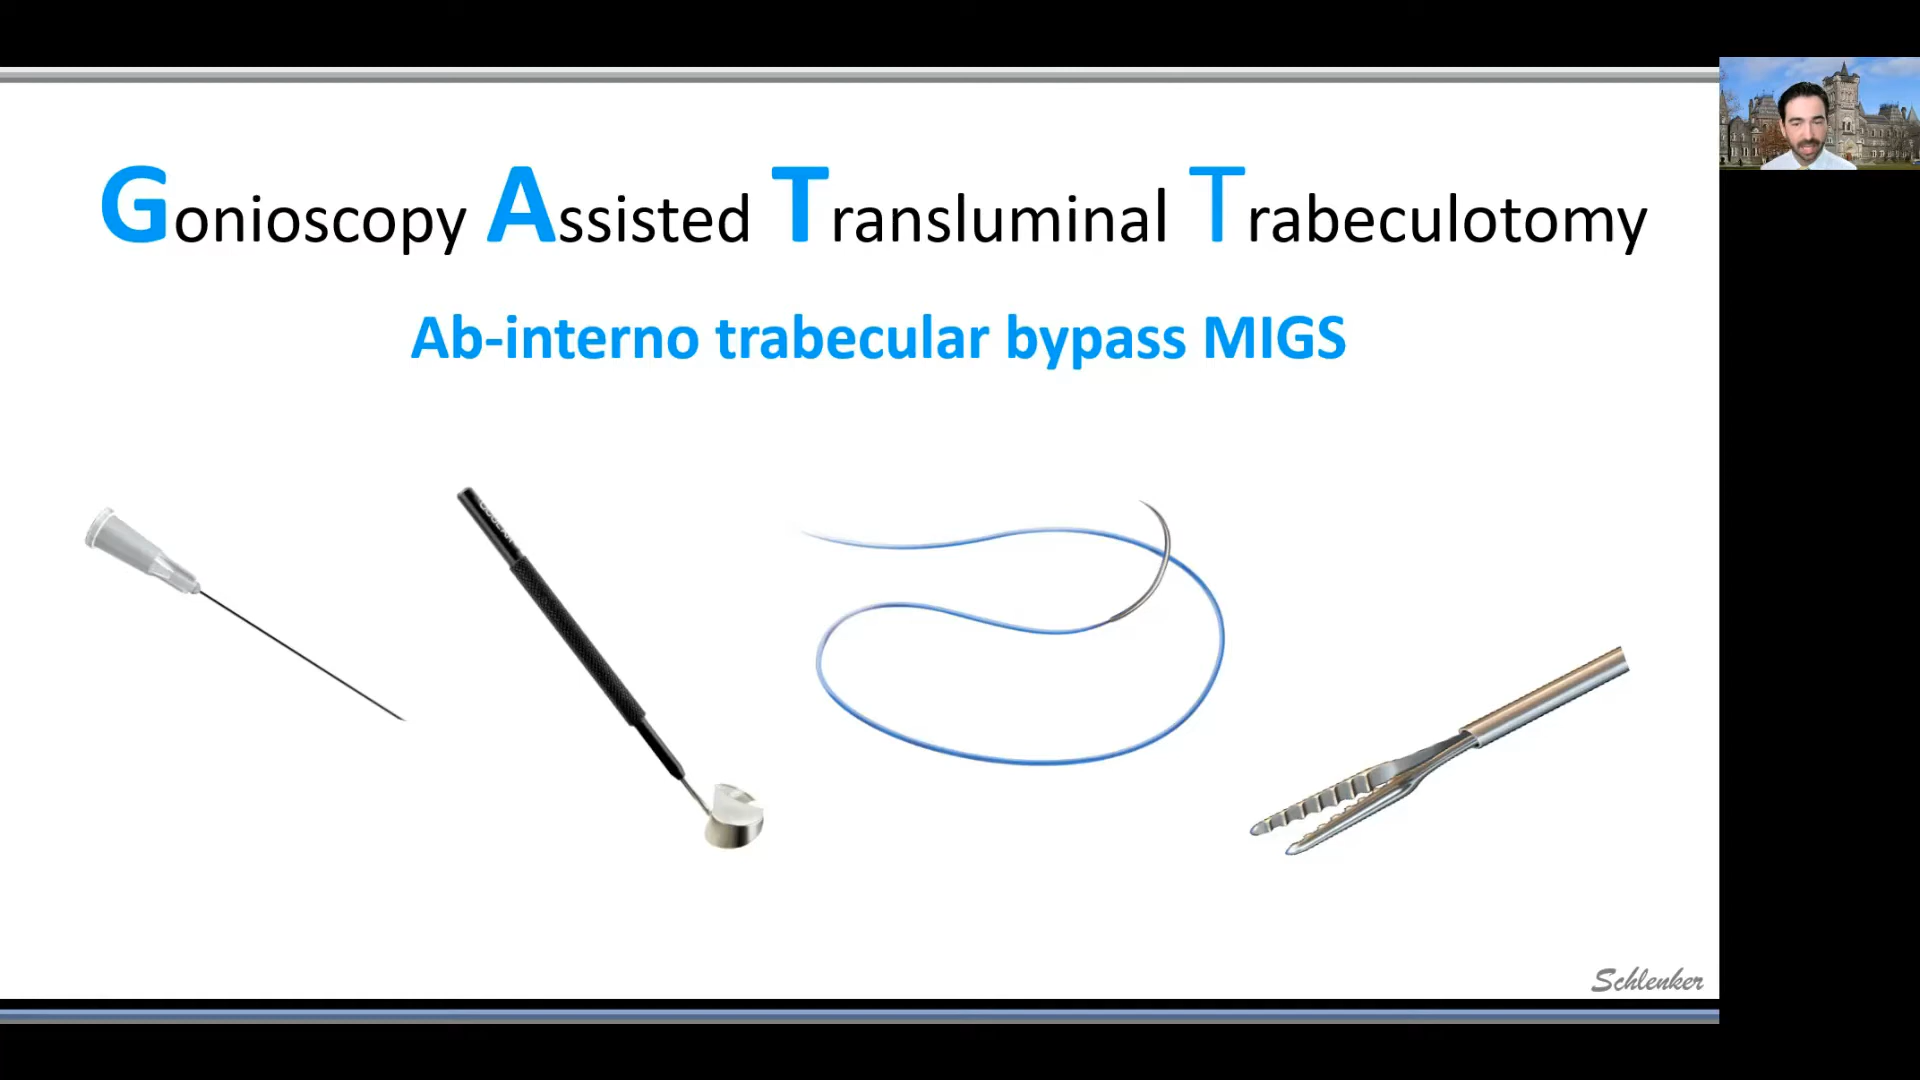 Gonioscopy Assisted Transluminal Trabeculotomy
Ab-interno trabecular bypass MIGS
Schlenker